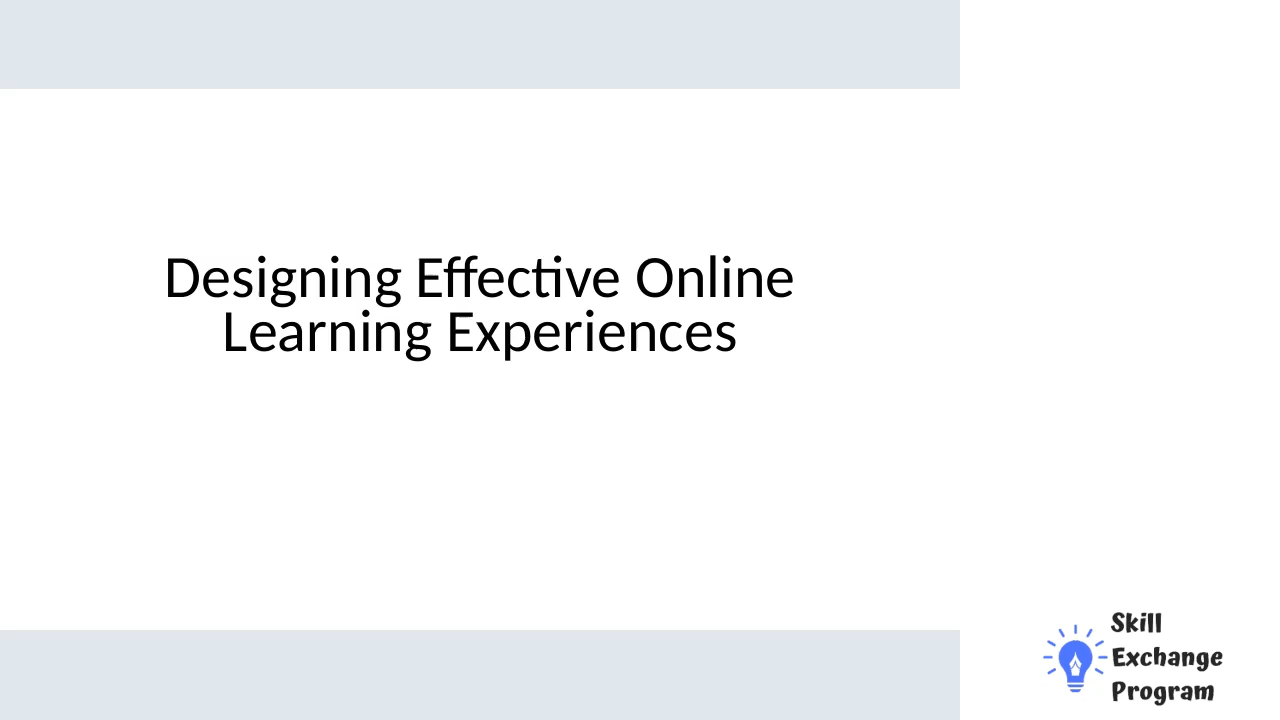 Designing Effective Online
Learning Experiences
Skill
Exchange
Program